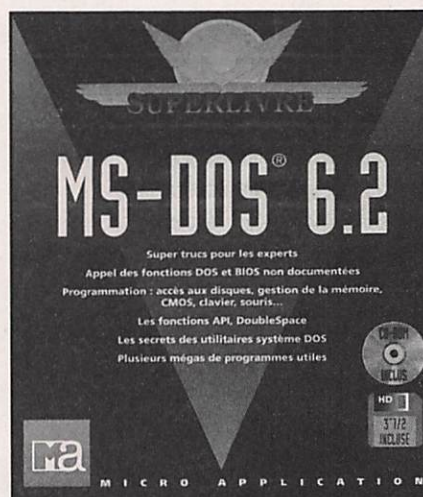 SUPERLIVRE
MS-DOS® 6.2
Super trucs pour les experts
Appel des fonctions DOS et BIOS non documentées
Programmation : accès aux disques, gestion de la mémoire,
CMOS, clavier, souris...
Les fonctions API, DoubleSpace
Les secrets des utilitaires système DOS
Plusieurs mégas de programmes utiles
CD-ROM
INCLUS
HD
3"1/2
INCLUSE
Ma
MICRO APPLICATION